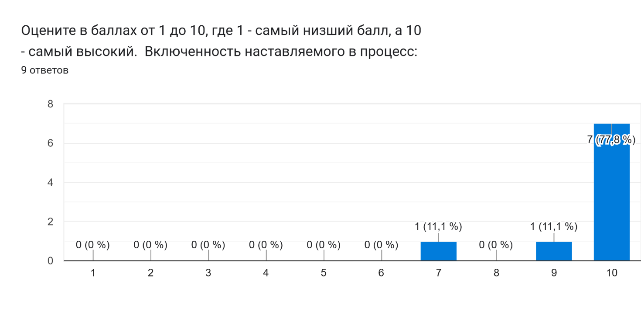 Оцените в баллах от 1 до 10, где 1 - самый низший балл, а 10
- самый высокий.  Включенность наставляемого в процесс:
9 ответов
8
6
4
2
0
0 (0 %) 0 (0 %) 0 (0 %) 0 (0 %) 0 (0 %) 0 (0 %) 1 (11,1 %) 0 (0 %) 1 (11,1 %) 7 (77,8 %)
1 2 3 4 5 6 7 8 9 10